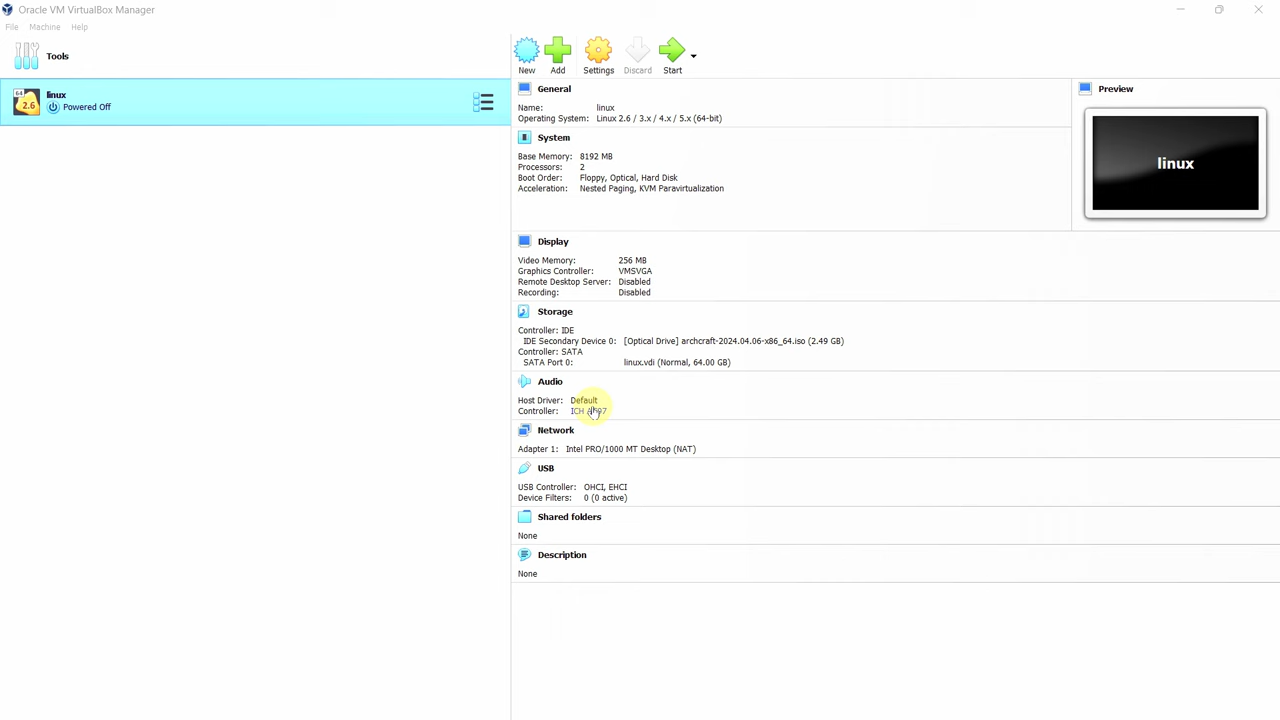 Oracle VM VirtualBox Manager
File Machine Help
Tools
New Add Settings Discard Start
64
2.6
linux
Powered Off
General
Name: linux
Operating System: Linux 2.6 / 3.x / 4.x / 5.x (64-bit)
Preview
linux
System
Base Memory: 8192 MB
Processors: 2
Boot Order: Floppy, Optical, Hard Disk
Acceleration: Nested Paging, KVM Paravirtualization
Display
Video Memory: 256 MB
Graphics Controller: VMSVGA
Remote Desktop Server: Disabled
Recording: Disabled
Storage
Controller: IDE
IDE Secondary Device 0: [Optical Drive] archcraft-2024.04.06-x86_64.iso (2.49 GB)
Controller: SATA
SATA Port 0: linux.vdi (Normal, 64.00 GB)
Audio
Host Driver: Default
Controller: ICH
Network
Adapter 1: Intel PRO/1000 MT Desktop (NAT)
USB
USB Controller: OHCI, EHCI
Device Filters: 0 (0 active)
Shared folders
None
Description
None